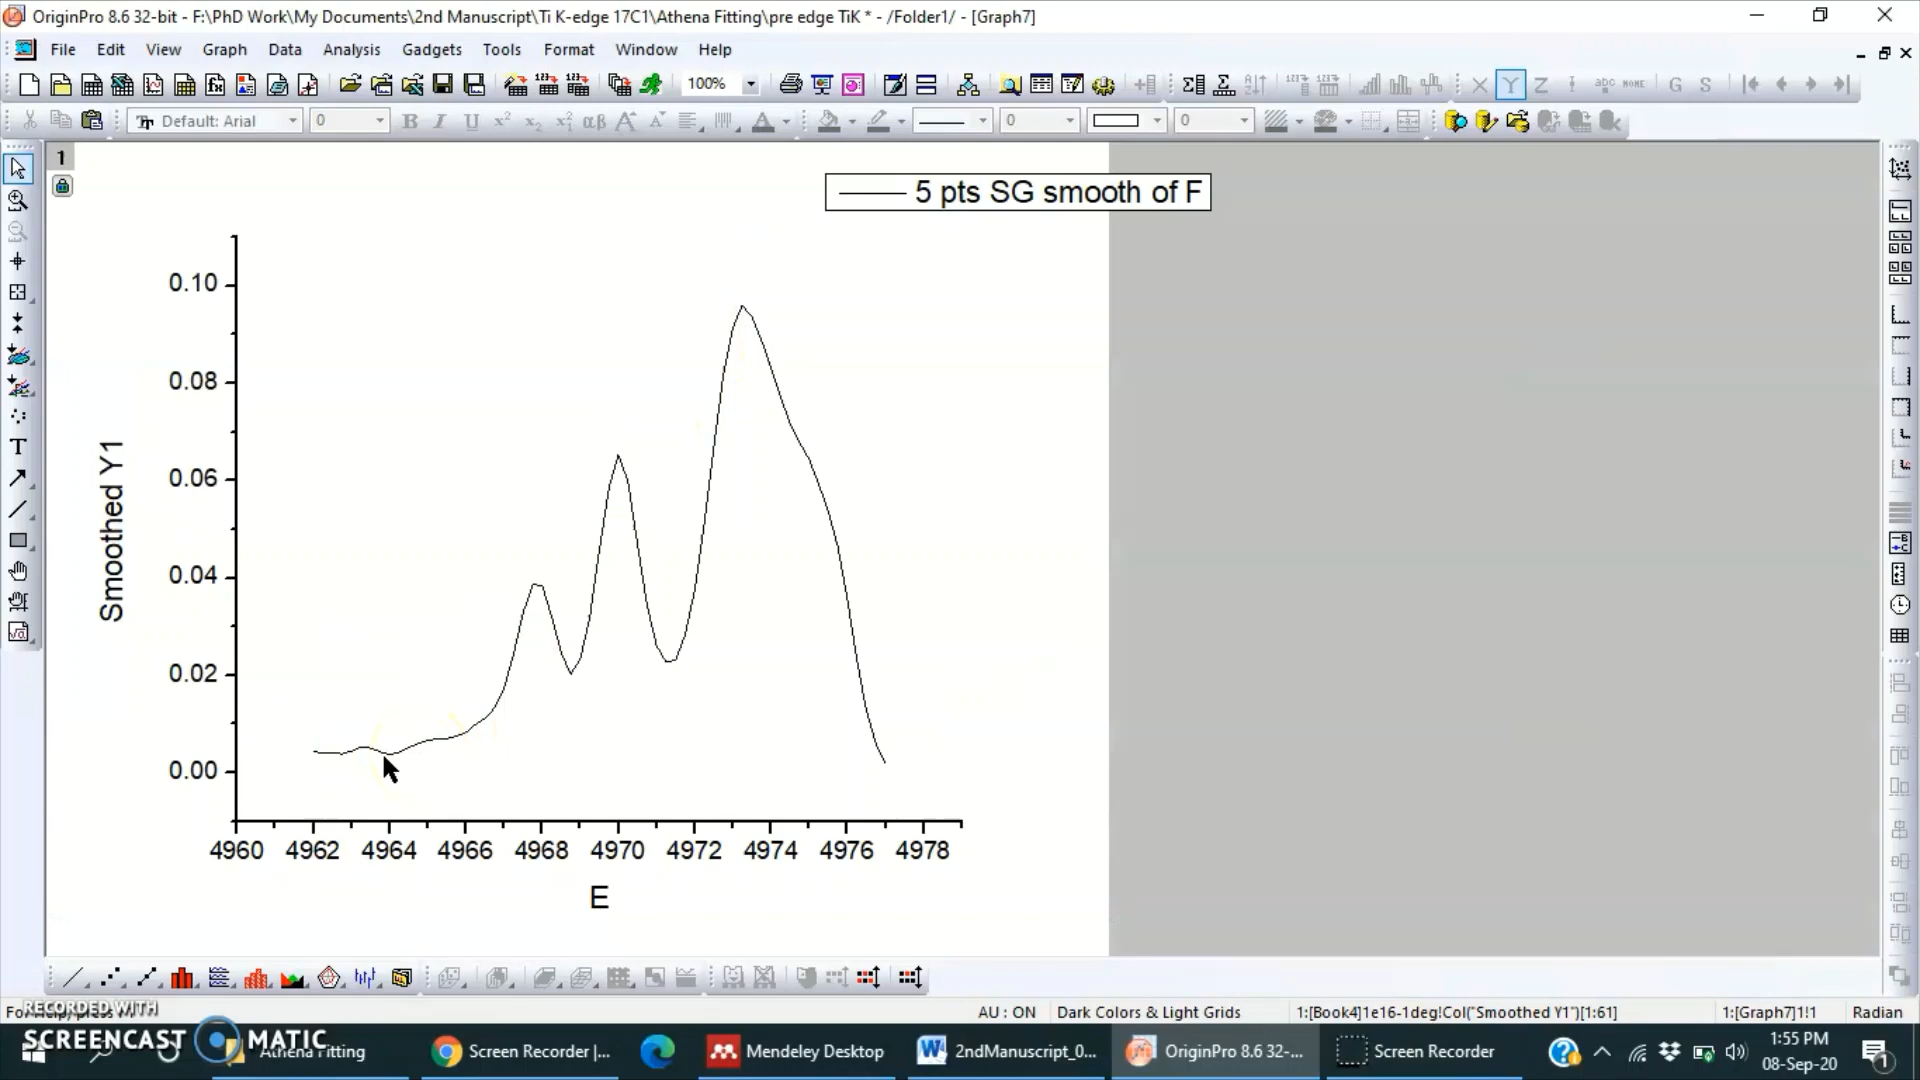 OriginPro 8.6 32-bit - F:\PhD Work\My Documents\2nd Manuscript\Ti K-edge 17C1\Athena Fitting\pre edge TiK * - /Folder1/ - [Graph7]
File Edit View Graph Data Analysis Gadgets Tools Format Window Help
100%
Default: Arial 0 B I U 0 0
1
5 pts SG smooth of F
0.10
0.08
0.06
0.04
0.02
0.00
Smoothed Y1
4960 4962 4964 4966 4968 4970 4972 4974 4976 4978
E
AU : ON Dark Colors & Light Grids 1:[Book4]1e16-1deg!Col("Smoothed Y1")[1:61] 1:[Graph7]1!1 Radian
RECORDED WITH
SCREENCAST MATIC
Athena Fitting Screen Recorder |... Mendeley Desktop 2ndManuscript_0... OriginPro 8.6 32-... Screen Recorder
1:55 PM
08-Sep-20